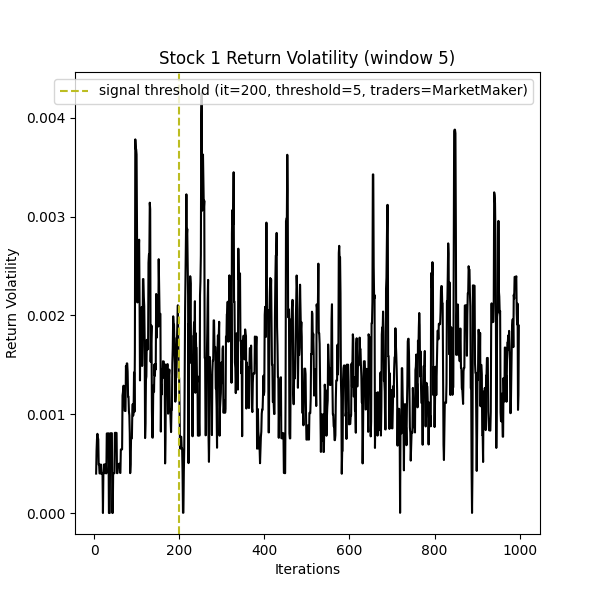 Stock 1 Return Volatility (window 5)
signal threshold (it=200, threshold=5, traders=MarketMaker)
0.004
0.003
0.002
0.001
0.000
Return Volatility
0
200
400
600
800
1000
Iterations